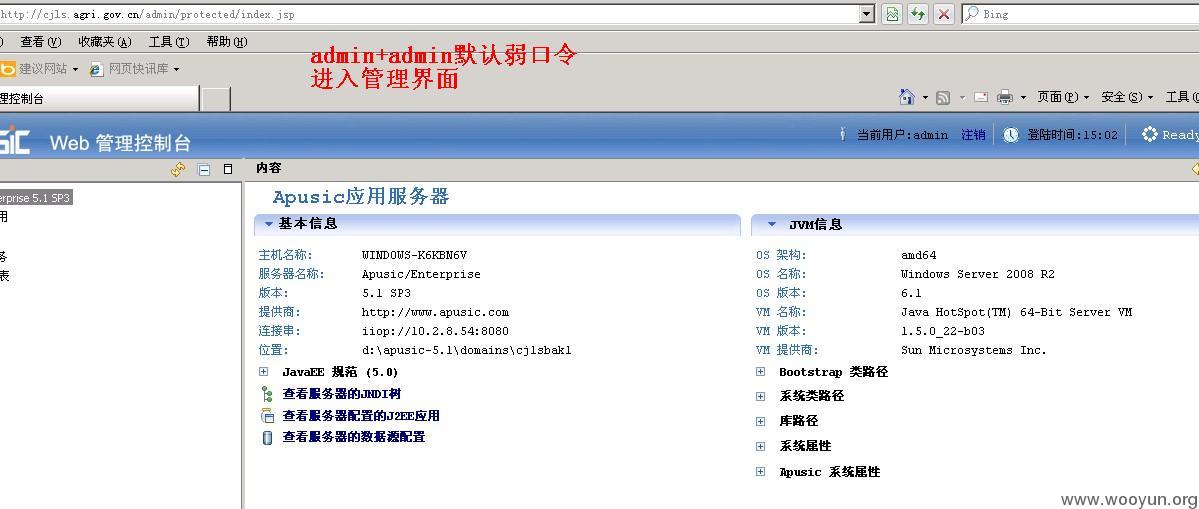 http://cjls.agri.gov.cn/admin/protected/index.jsp
Bing
) 查看(V) 收藏夹(A) 工具(T) 帮助(H)
admin+admin默认弱口令
进入管理界面
建议网站 网页快讯库
理控制台
页面(P) 安全(S) 工具(O
SIC Web 管理控制台
当前用户:admin 注销 登陆时间:15:02 Ready
内容
erprise 5.1 SP3
用
务
表
Apusic应用服务器
基本信息
主机名称: WINDOWS-K6KBN6V
服务器名称: Apusic/Enterprise
版本: 5.1 SP3
提供商: http://www.apusic.com
连接串: iiop://10.2.8.54:8080
位置: d:\apusic-5.1\domains\cjlsbak1
JavaEE 规范 (5.0)
查看服务器的JNDI树
查看服务器配置的J2EE应用
查看服务器的数据源配置
JVM信息
OS 架构: amd64
OS 名称: Windows Server 2008 R2
OS 版本: 6.1
VM 名称: Java HotSpot(TM) 64-Bit Server VM
VM 版本: 1.5.0_22-b03
VM 提供商: Sun Microsystems Inc.
Bootstrap 类路径
系统类路径
库路径
系统属性
Apusic 系统属性
www.wooyun.org